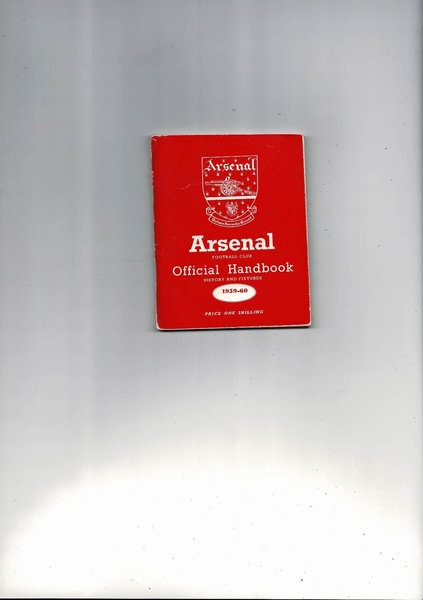 Arsenal
Arsenal
FOOTBALL CLUB
Official Handbook
HISTORY AND FIXTURES
1959-60
PRICE ONE SHILLING